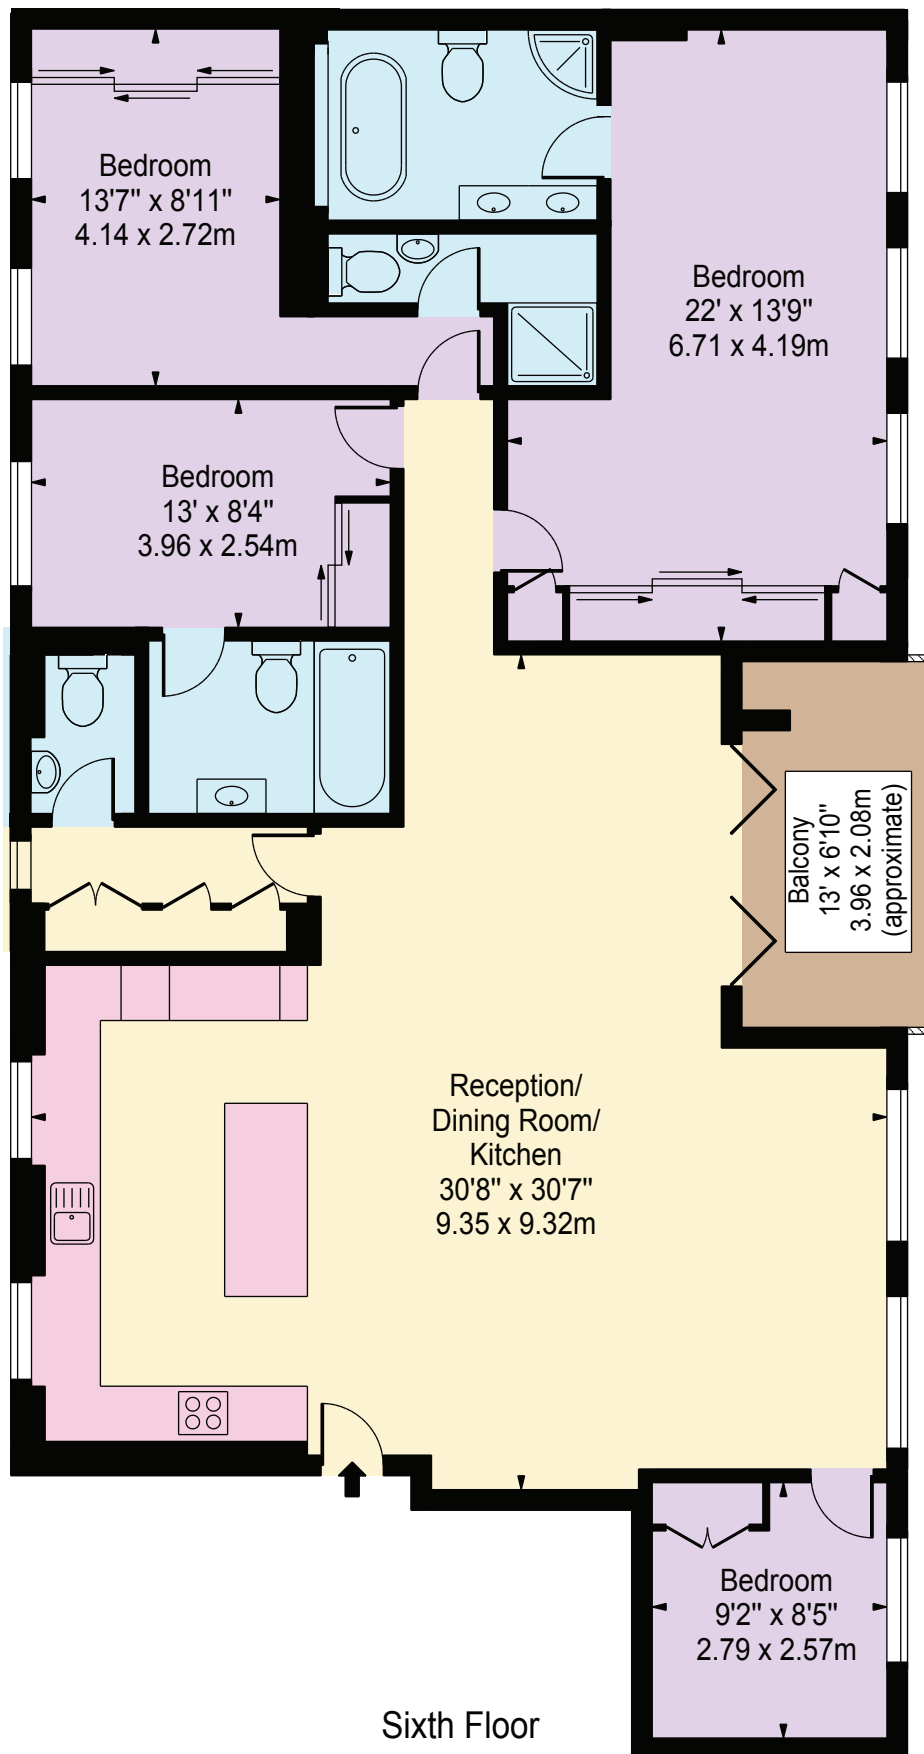 Bedroom
13'7" x 8'11"
4.14 x 2.72m
Bedroom
22' x 13'9"
6.71 x 4.19m
Bedroom
13' x 8'4"
3.96 x 2.54m
Balcony
13' x 6'10"
3.96 x 2.08m
(approximate)
Reception/
Dining Room/
Kitchen
30'8" x 30'7"
9.35 x 9.32m
Bedroom
9'2" x 8'5"
2.79 x 2.57m
Sixth Floor